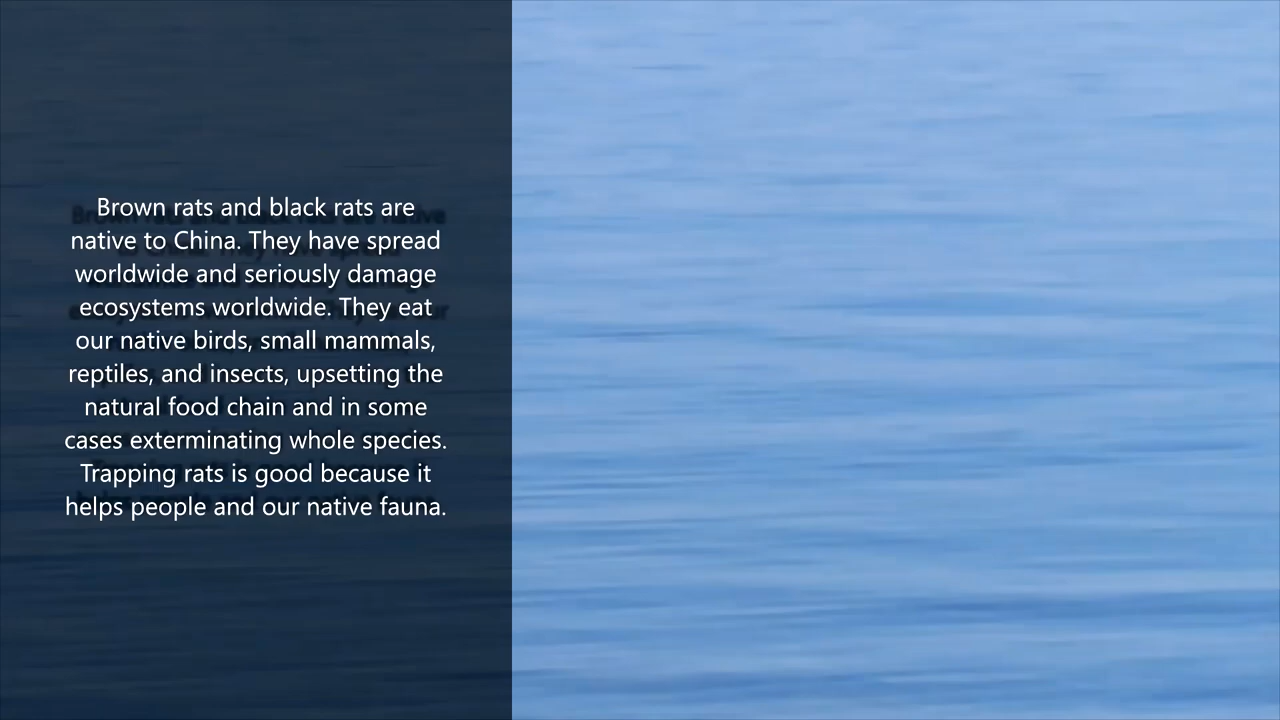 Brown rats and black rats are
native to China. They have spread
worldwide and seriously damage
ecosystems worldwide. They eat
our native birds, small mammals,
reptiles, and insects, upsetting the
natural food chain and in some
cases exterminating whole species.
Trapping rats is good because it
helps people and our native fauna.